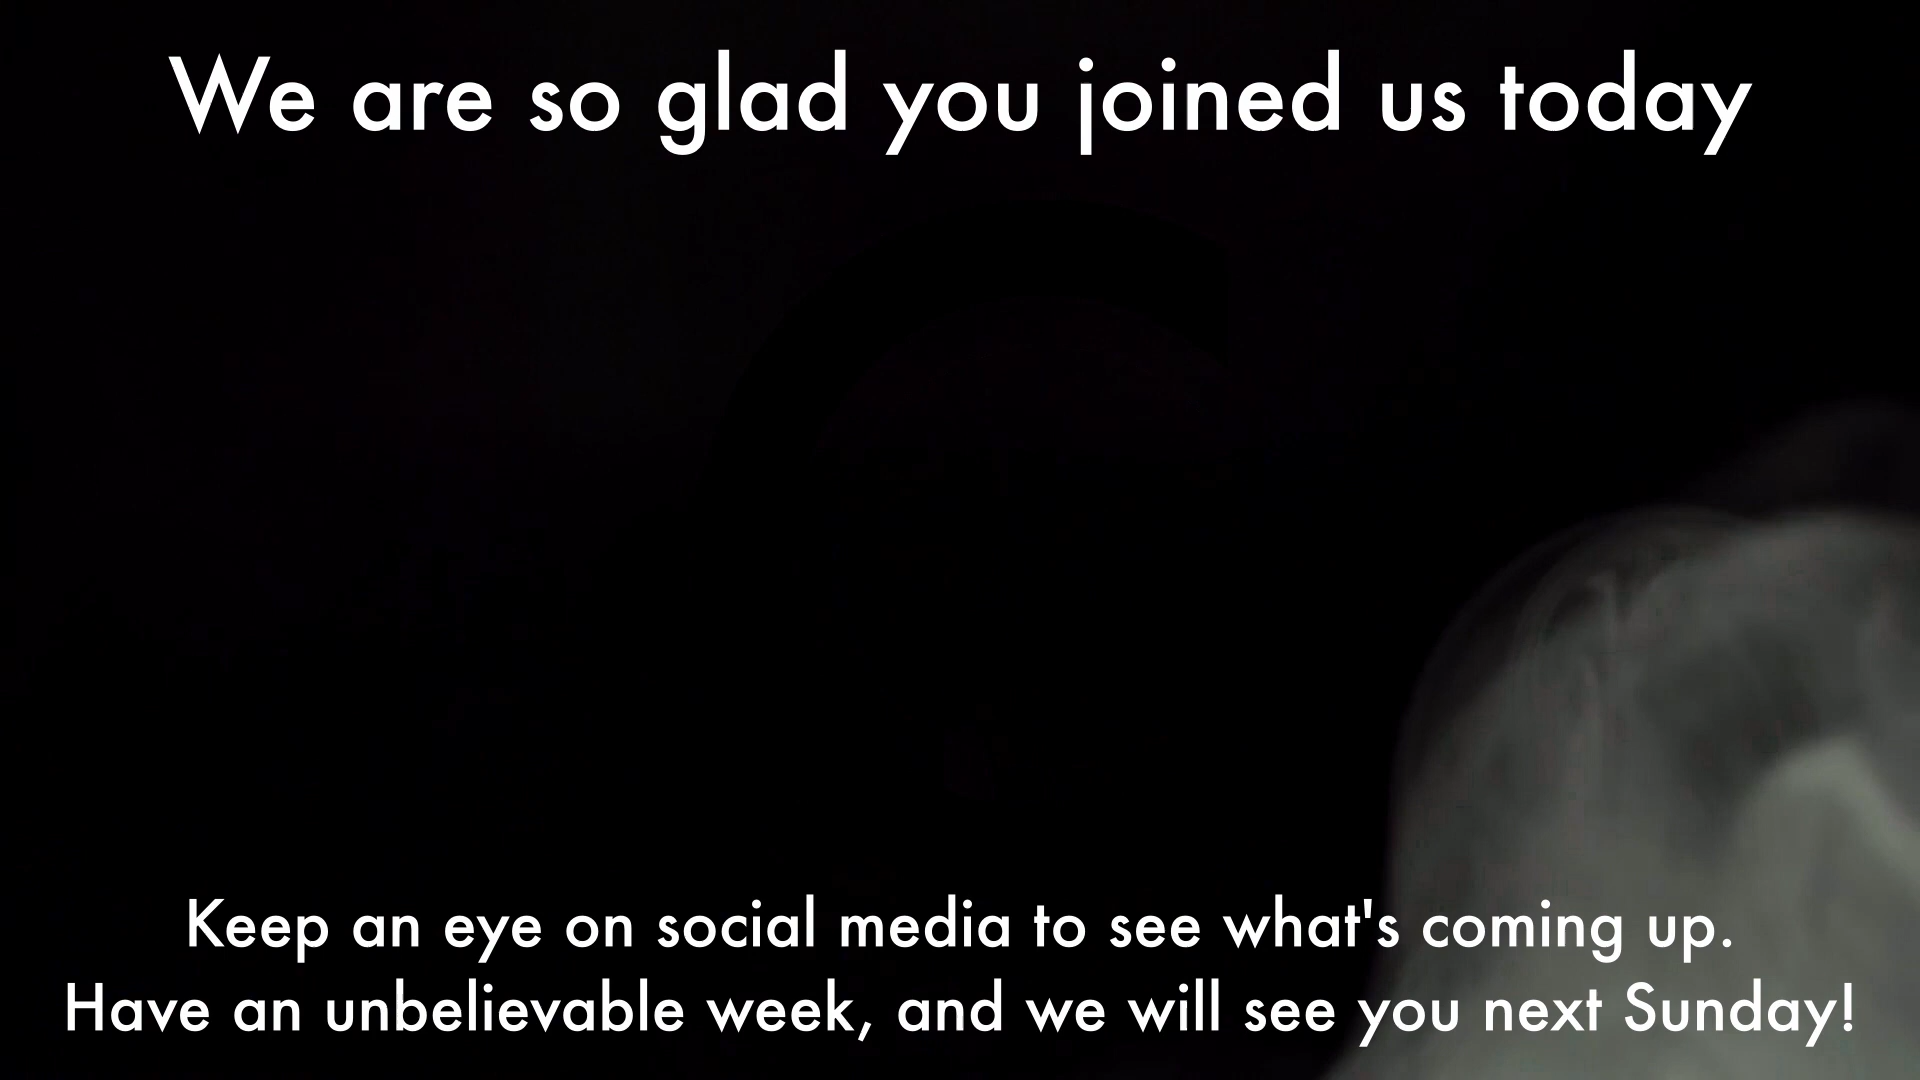 We are so glad you joined us today
Keep an eye on social media to see what's coming up.
Have an unbelievable week, and we will see you next Sunday!